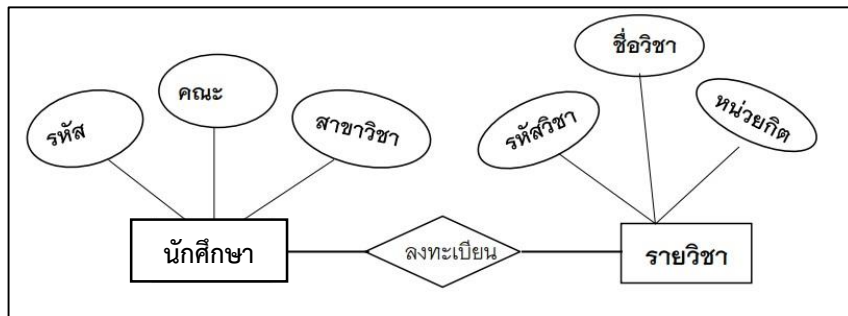 รหัส
คณะ
สาขาวิชา
รหัสวิชา
ชื่อวิชา
หน่วยกิต
นักศึกษา
ลงทะเบียน
รายวิชา